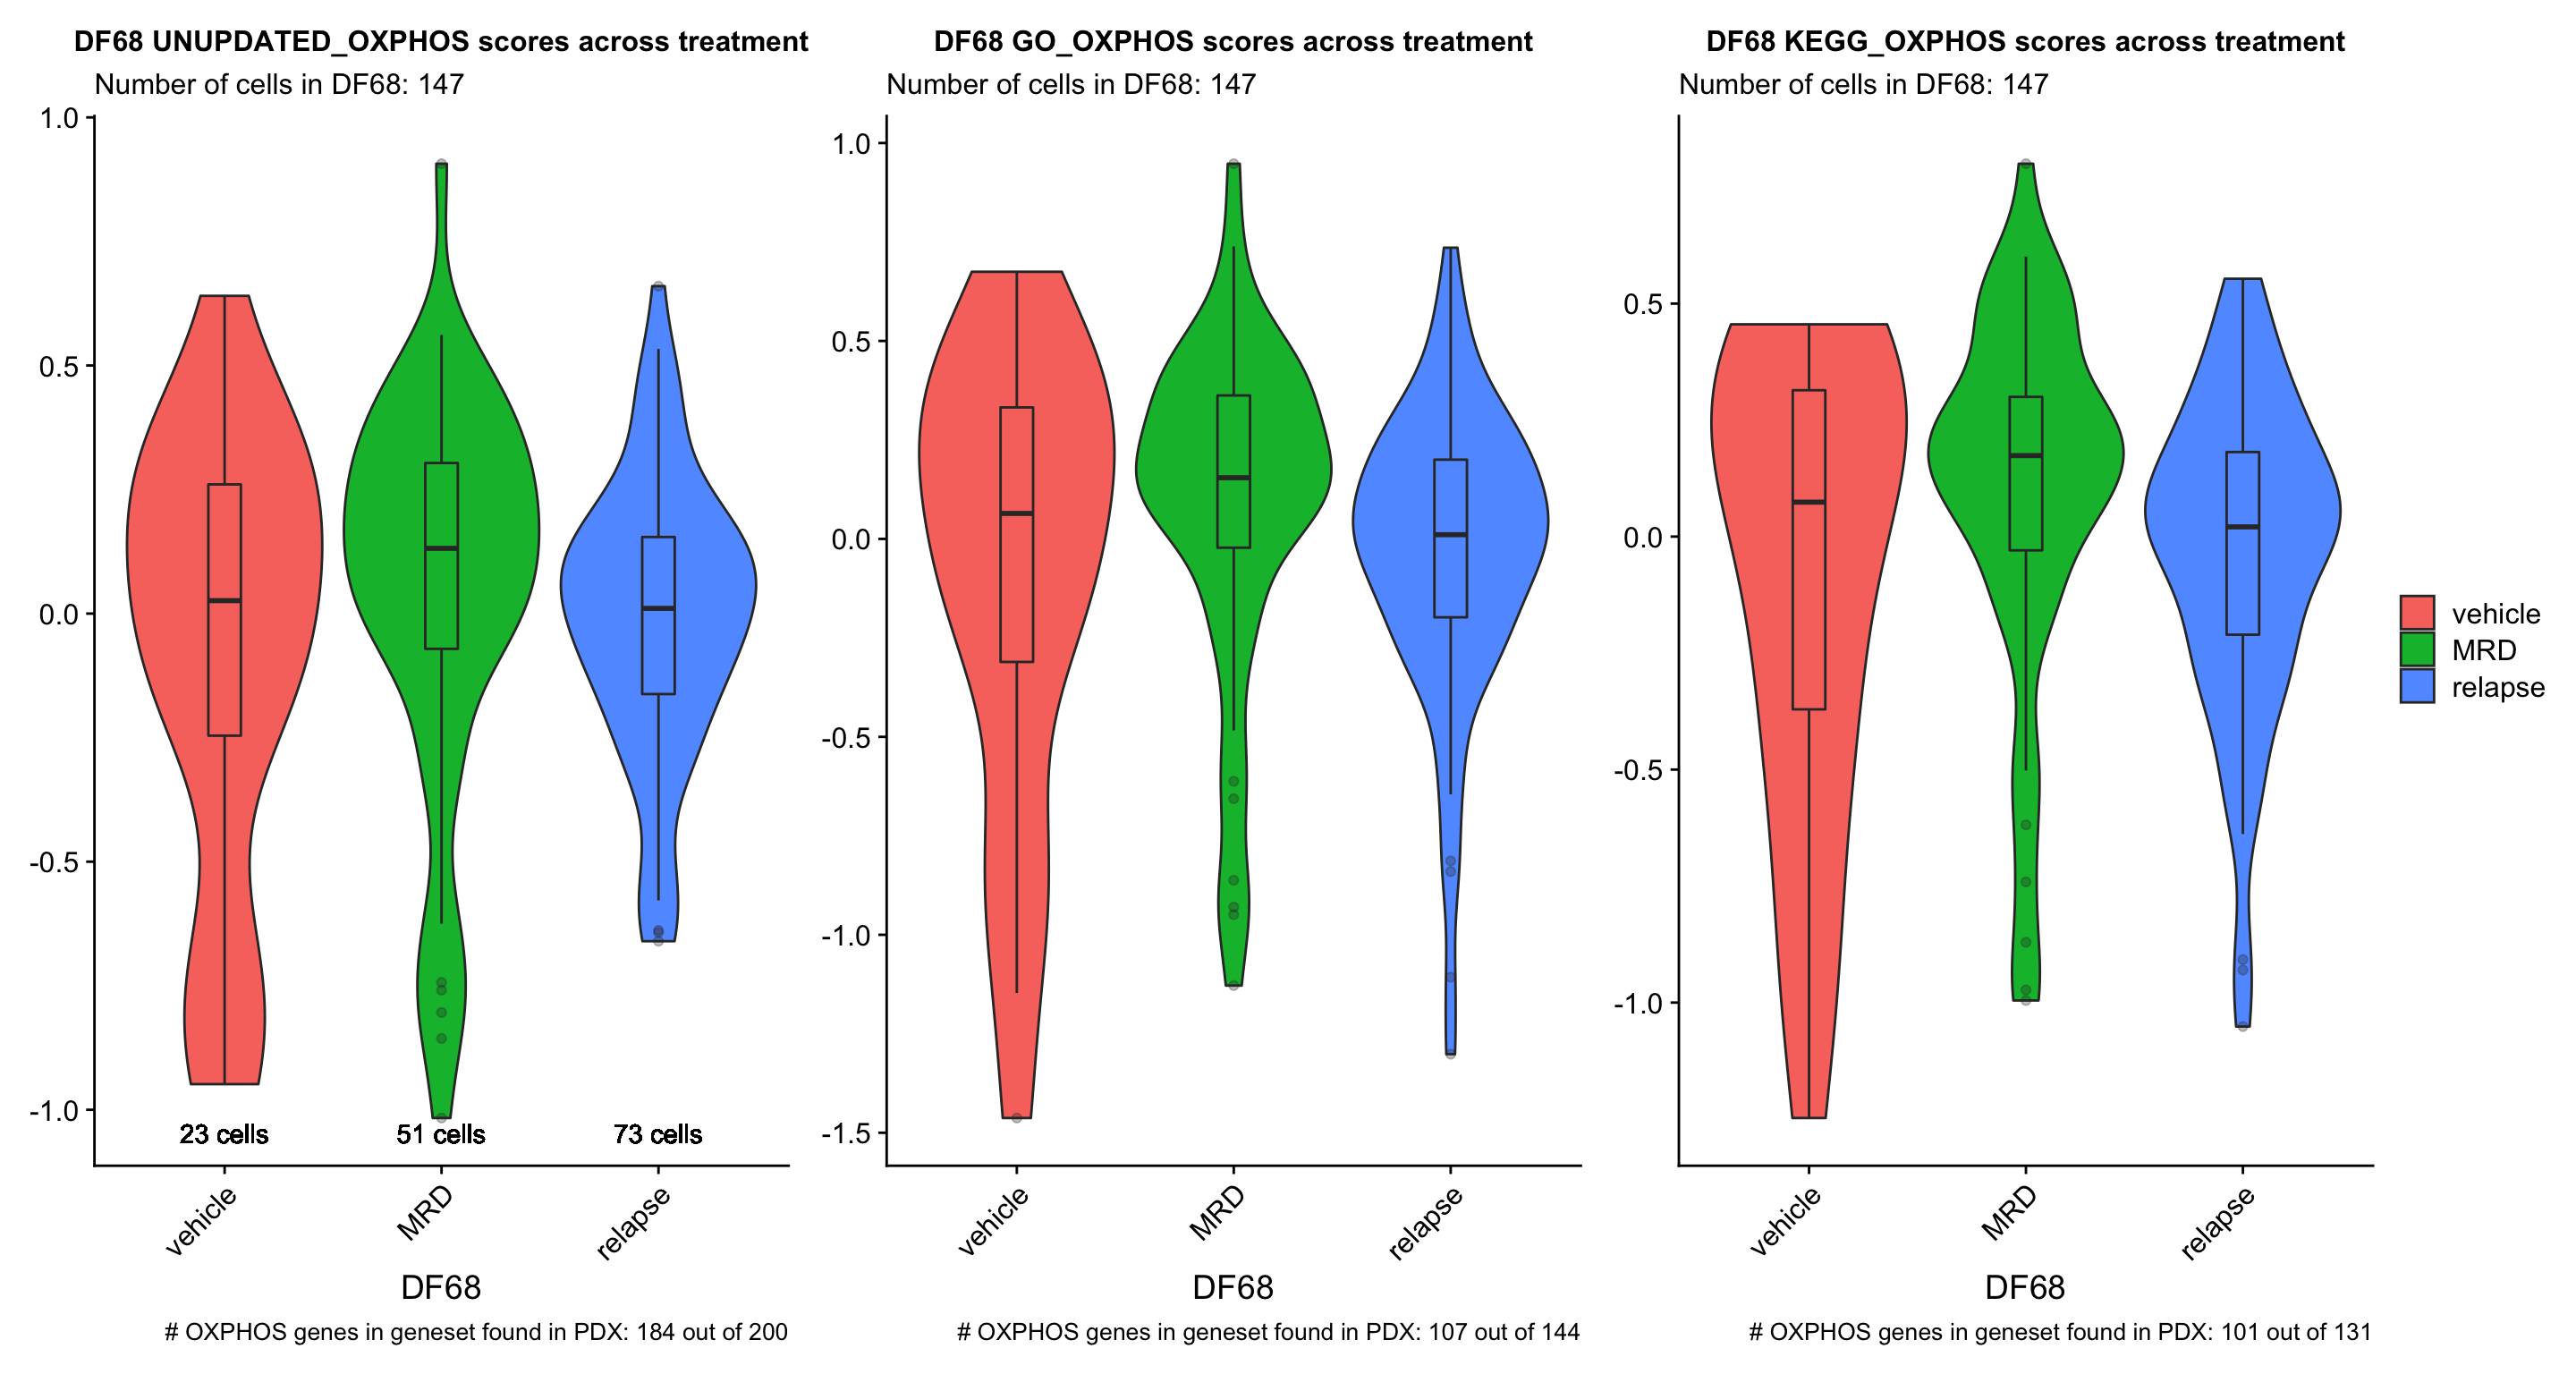 DF68 UNUPDATED_OXPHOS scores across treatment
Number of cells in DF68: 147
1.0
0.5
0.0
-0.5
-1.0
23 cells
51 cells
73 cells
vehicle
MRD
relapse
DF68
# OXPHOS genes in geneset found in PDX: 184 out of 200
DF68 GO_OXPHOS scores across treatment
Number of cells in DF68: 147
1.0
0.5
0.0
-0.5
-1.0
-1.5
vehicle
MRD
relapse
DF68
# OXPHOS genes in geneset found in PDX: 107 out of 144
DF68 KEGG_OXPHOS scores across treatment
Number of cells in DF68: 147
0.5
0.0
-0.5
-1.0
vehicle
MRD
relapse
DF68
# OXPHOS genes in geneset found in PDX: 101 out of 131
vehicle
MRD
relapse